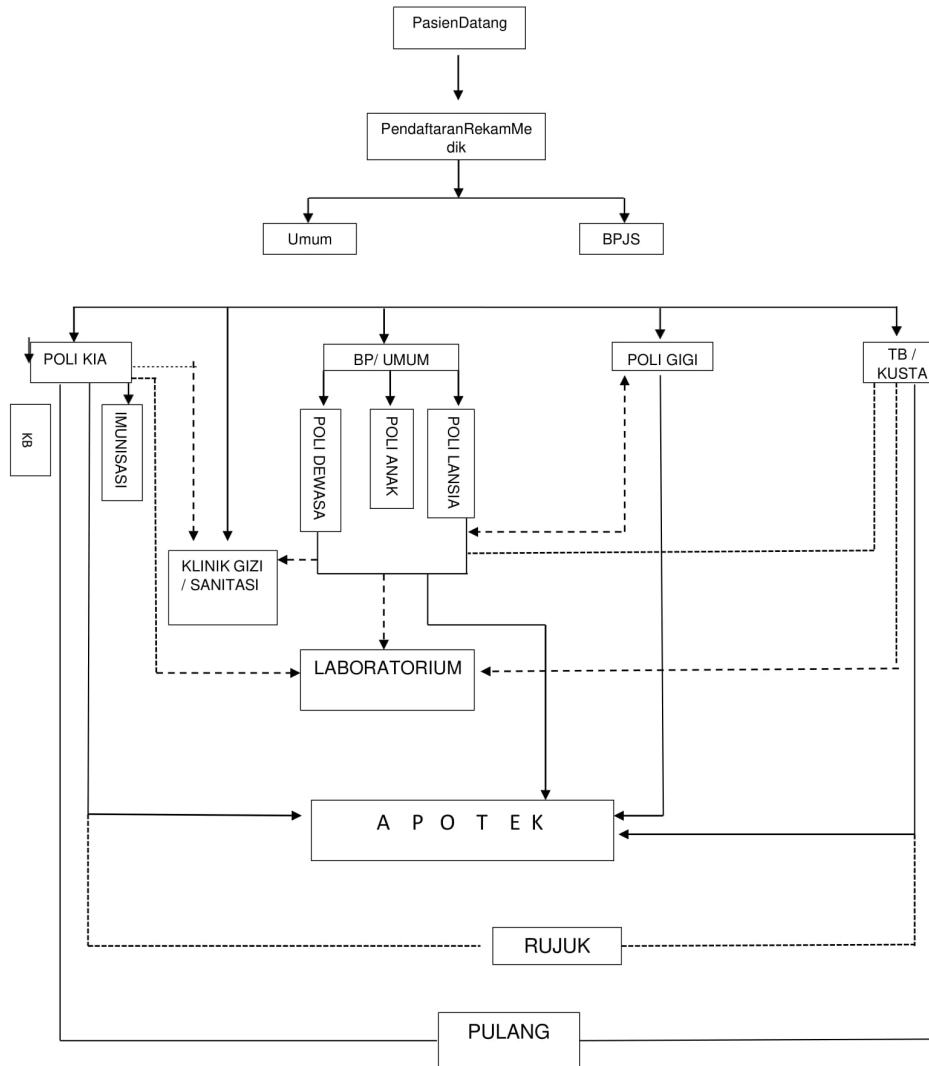 PasienDatang
PendaftaranRekamMe
dik
Umum
BPJS
POLI KIA
BP/ UMUM
POLI GIGI
TB /
KUSTA
KB
IMUNISASI
POLI DEWASA
POLI ANAK
POLI LANSIA
KLINIK GIZI
/ SANITASI
LABORATORIUM
A P O T E K
RUJUK
PULANG